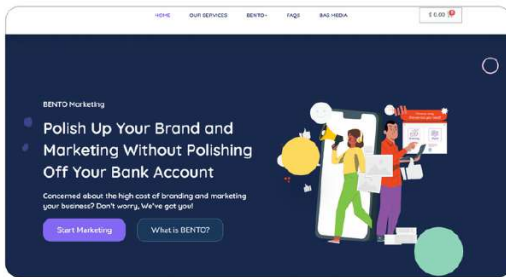 HOME OUR SERVICES BENTO+ FAQS BAG MEDIA $ 0.00 0
BENTO Marketing
Polish Up Your Brand and
Marketing Without Polishing
Off Your Bank Account
Concerned about the high cost of branding and marketing
your business? Don't worry, We've got you!
Start Marketing What is BENTO?